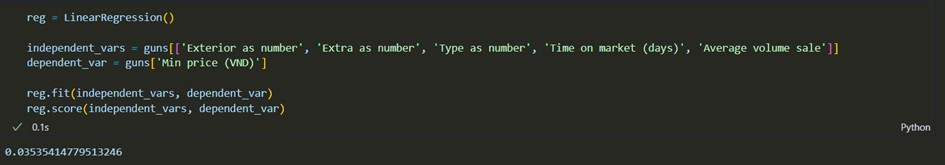 reg = LinearRegression()
independent_vars = guns[['Exterior as number', 'Extra as number', 'Type as number', 'Time on market (days)', 'Average volume sale']]
dependent_var = guns['Min price (VND)']
reg.fit(independent_vars, dependent_var)
reg.score(independent_vars, dependent_var)
✓ 0.1s Python
0.03535414779513246